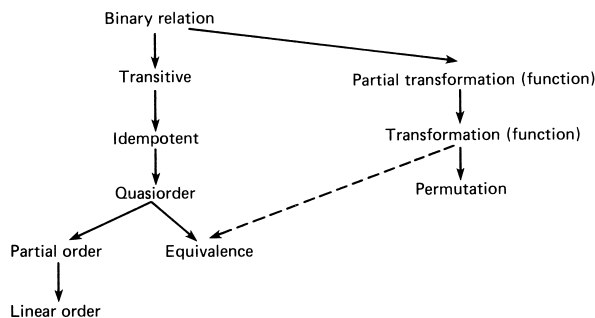 Binary relation
Transitive
Partial transformation (function)
Idempotent
Transformation (function)
Quasiorder
Permutation
Partial order
Equivalence
Linear order